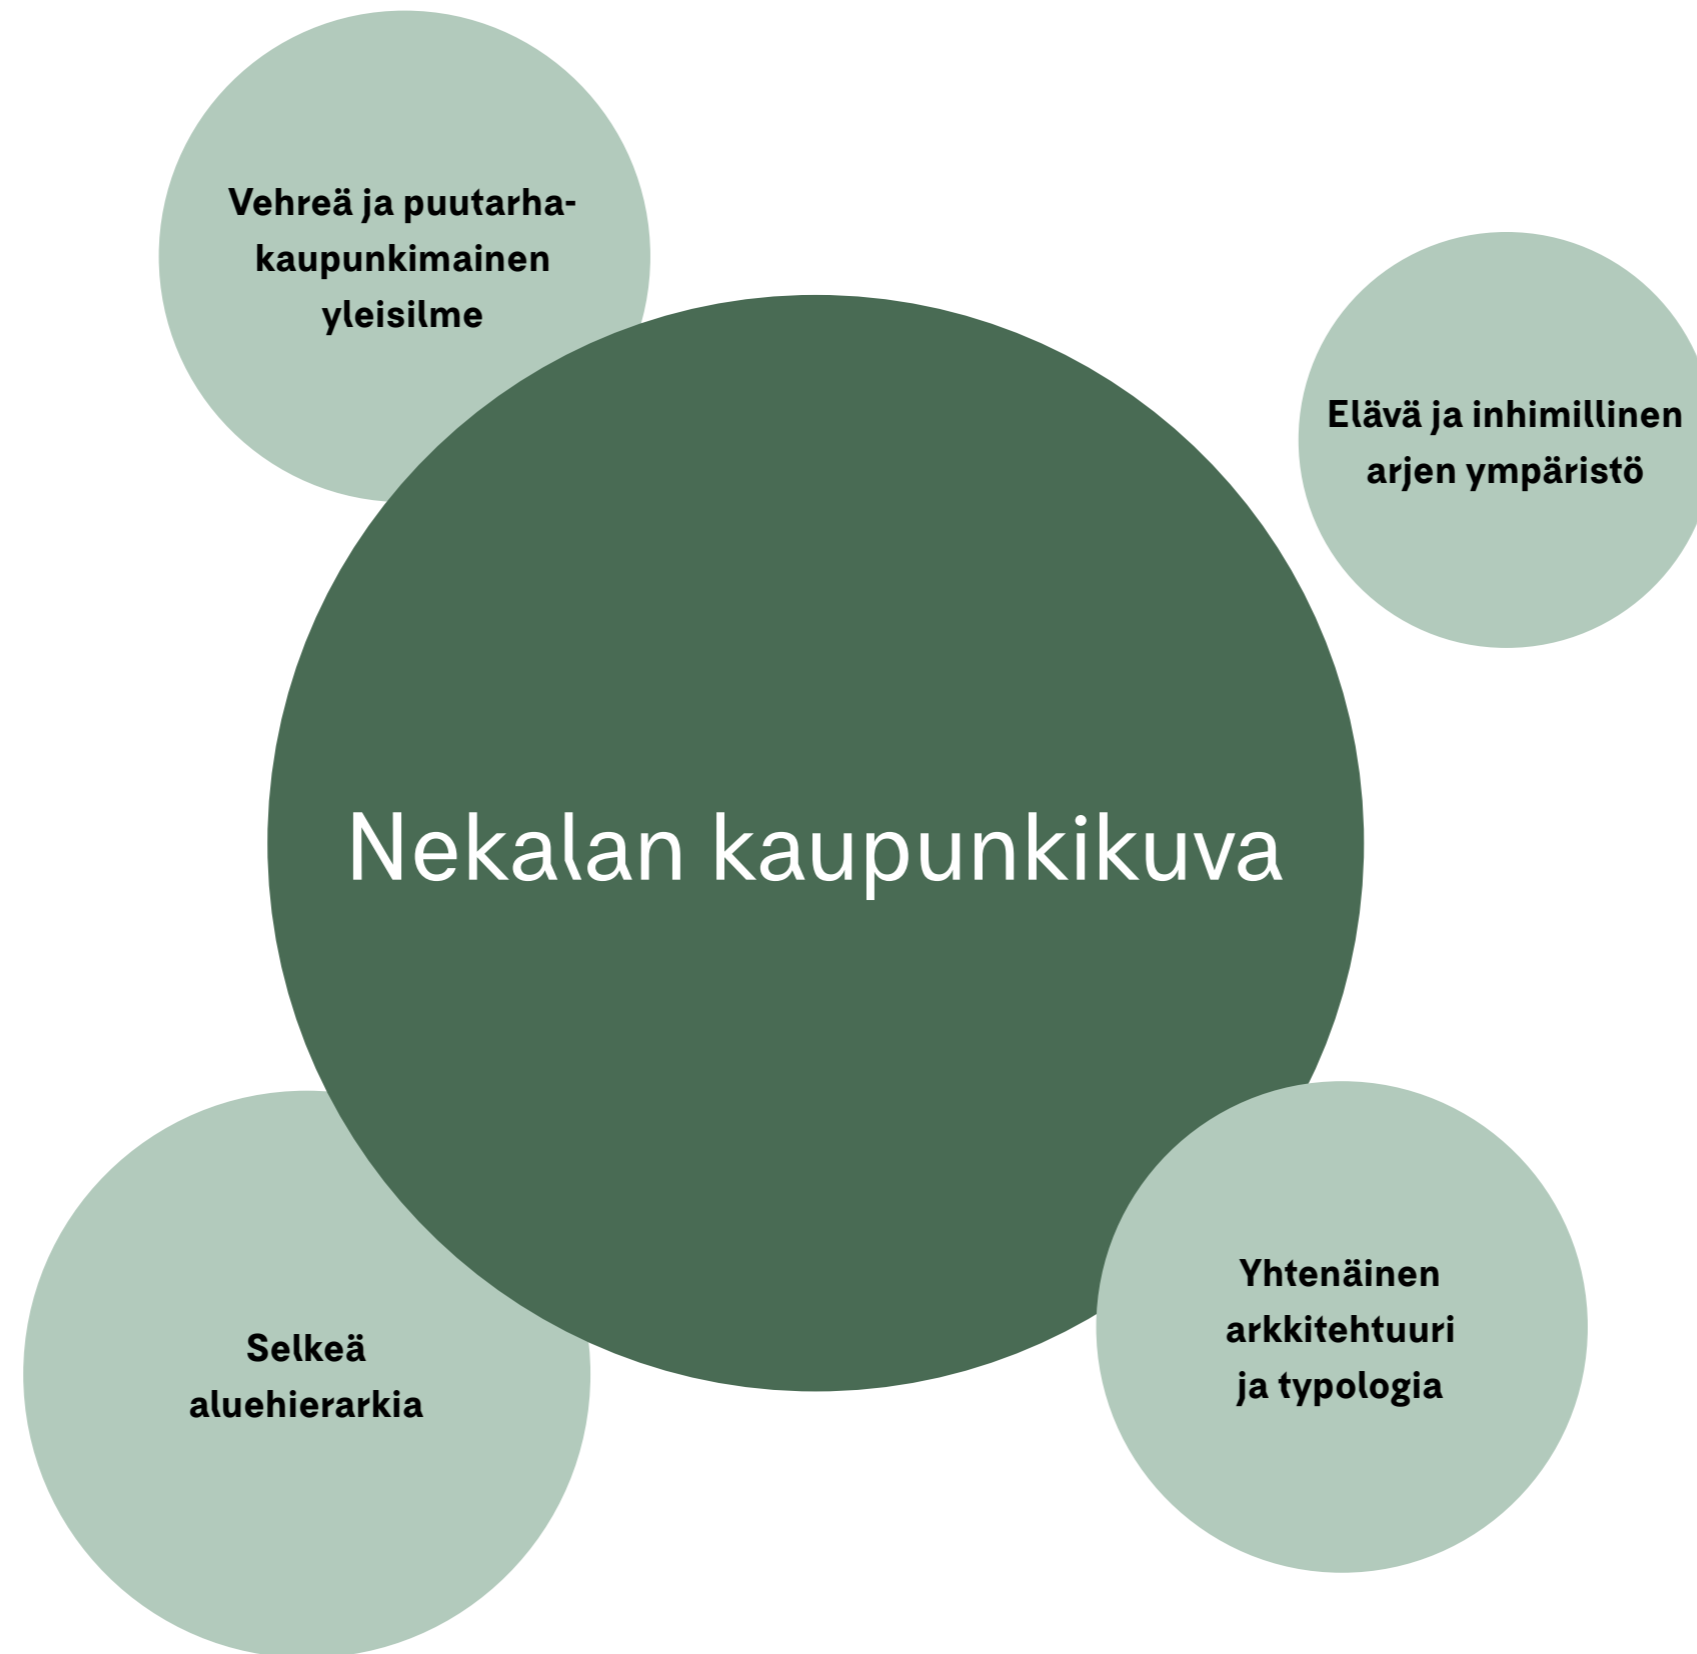 Vehreä ja puutarha-
kaupunkimainen
yleisilme
Elävä ja inhimillinen
arjen ympäristö
Nekalan kaupunkikuva
Selkeä
aluehierarkia
Yhtenäinen
arkkitehtuuri
ja typologia